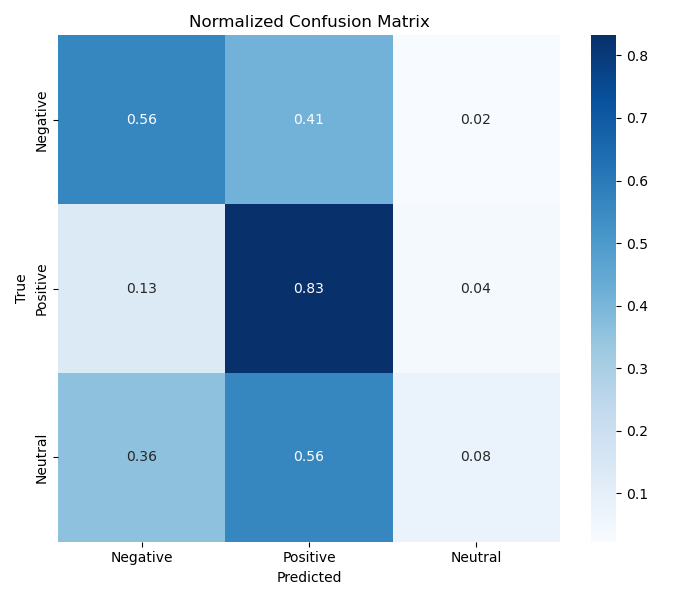 Normalized Confusion Matrix
True
Negative
0.56 0.41 0.02
Positive
0.13 0.83 0.04
Neutral
0.36 0.56 0.08
Negative Positive Neutral
Predicted
0.8
0.7
0.6
0.5
0.4
0.3
0.2
0.1